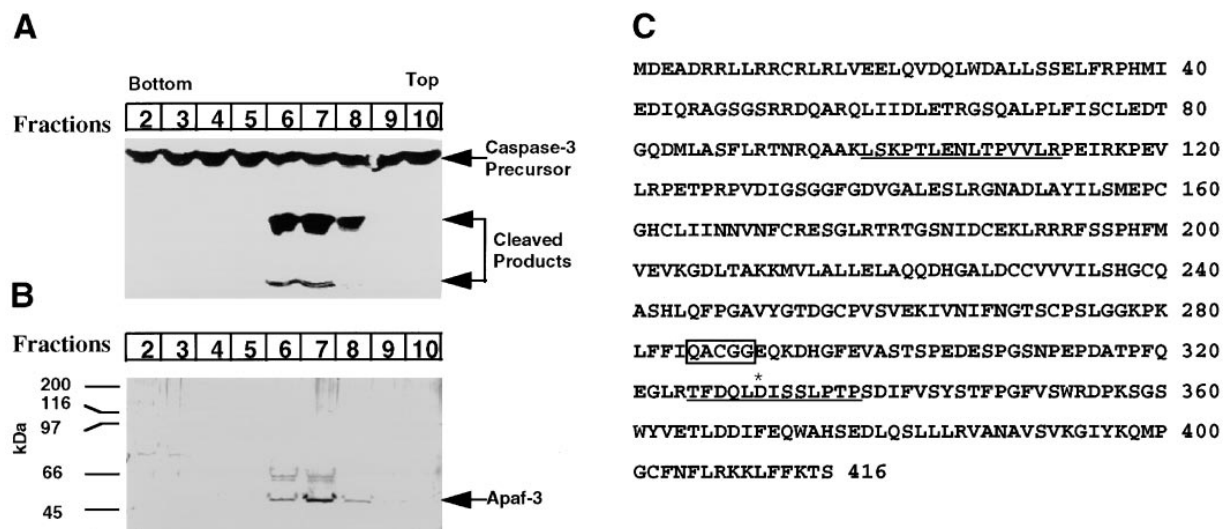 A
Bottom Top
Fractions 2 3 4 5 6 7 8 9 10
Caspase-3
Precursor
Cleaved
Products
B
Fractions 2 3 4 5 6 7 8 9 10
kDa
200
116
97
66
45
Apaf-3
C
MDEADRRLLRRCRLRLVEELQVDQLWDALLSSELFRPHMI 40
EDIQRAGSGSRRDQARQLIIDLETRGSQALPLFISCLEDT 80
GQDMLASFLRTNRQAAKLSKPTLENLTPVVLRPEIRKPEV 120
LRPETPRPVDIGSGGFGDVGALESLRGNADLAYILSMEPC 160
GHCLIINNVNFCRESGLRTRTGSNIDCEKLRRRFSSPHFM 200
VEVKGDLTAKKMVLALLELAQQDHGALDCCVVVILSHGCQ 240
ASHLQFPGAVYGTDGCPVSVEKIVNIFNGTSCPSLGGKPK 280
LFFIQACGGEQKDHGFEVASTSPEDESPGSNPEPDATPFQ 320
*
EGLRTFDQLDISSLPTPSDIFVSYSTFPGFVSWRDPKSGS 360
WYVETLDDIFEQWAHSEDLQSLLLRVANAVSVKGIYKQMP 400
GCFNFLRKKLFFKTS 416